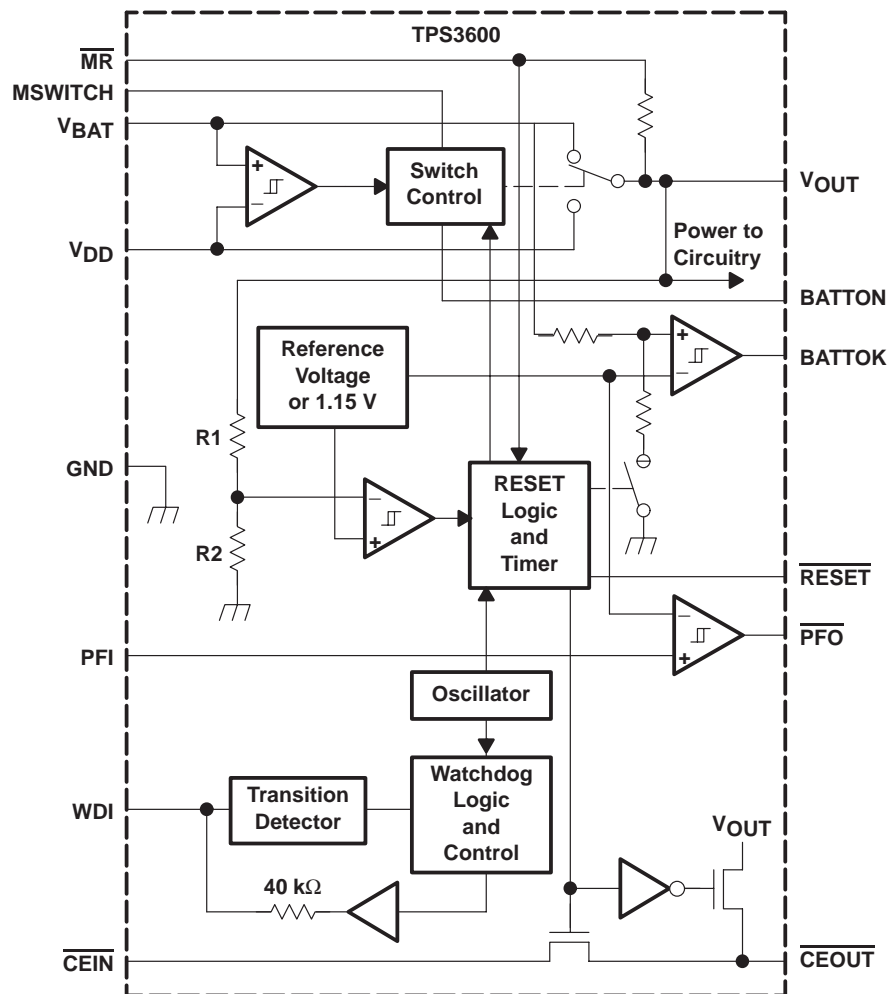 TPS3600
MR
MSWITCH
VBAT
+
−
Switch
Control
VOUT
VDD
Power to
Circuitry
BATTON
Reference
Voltage
or 1.15 V
+
−
BATTOK
R1
GND
−
+
RESET
Logic
and
Timer
R2
RESET
−
+
PFO
PFI
Oscillator
WDI
Transition
Detector
Watchdog
Logic
and
Control
VOUT
40 kΩ
CEIN
CEOUT